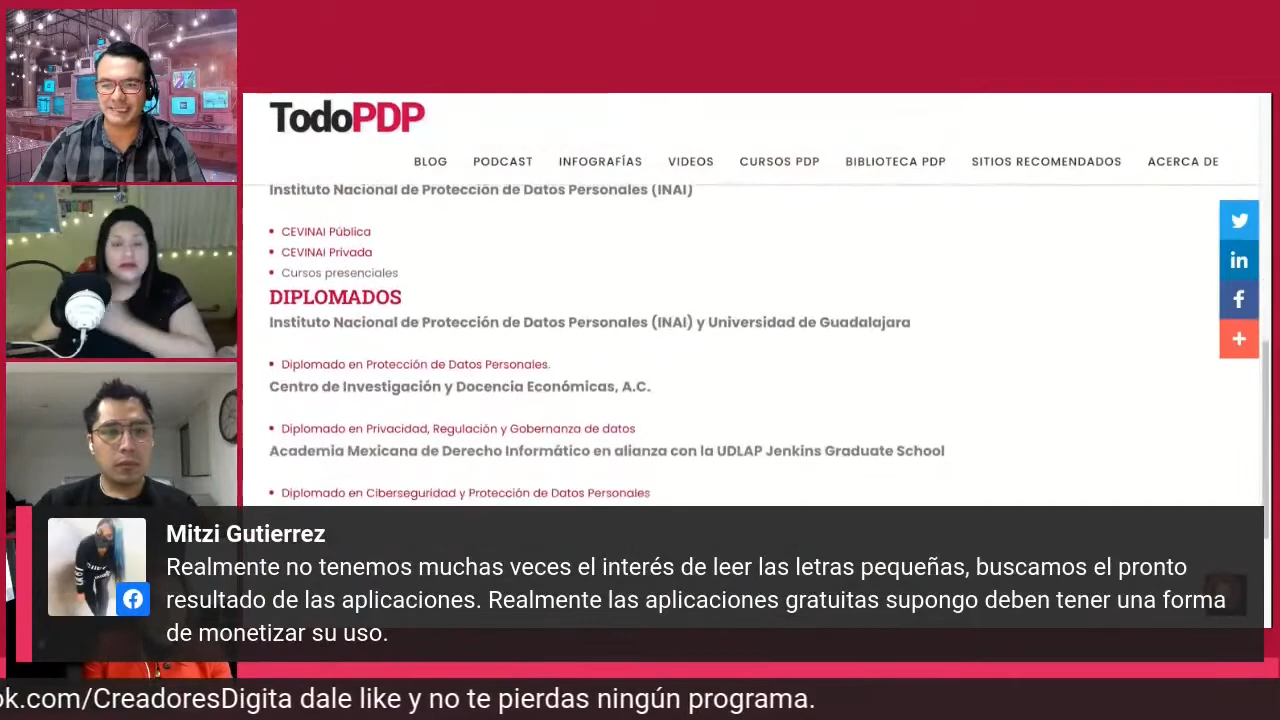 TodoPDP
BLOG PODCAST INFOGRAFÍAS VIDEOS CURSOS PDP BIBLIOTECA PDP SITIOS RECOMENDADOS ACERCA DE
Instituto Nacional de Protección de Datos Personales (INAI)
• CEVINAI Pública
• CEVINAI Privada
• Cursos presenciales
DIPLOMADOS
Instituto Nacional de Protección de Datos Personales (INAI) y Universidad de Guadalajara
• Diplomado en Protección de Datos Personales.
Centro de Investigación y Docencia Económicas, A.C.
• Diplomado en Privacidad, Regulación y Gobernanza de datos
Academia Mexicana de Derecho Informático en alianza con la UDLAP Jenkins Graduate School
• Diplomado en Ciberseguridad y Protección de Datos Personales
Mitzi Gutierrez
Realmente no tenemos muchas veces el interés de leer las letras pequeñas, buscamos el pronto
resultado de las aplicaciones. Realmente las aplicaciones gratuitas supongo deben tener una forma
de monetizar su uso.
ok.com/CreadoresDigita dale like y no te pierdas ningún programa.